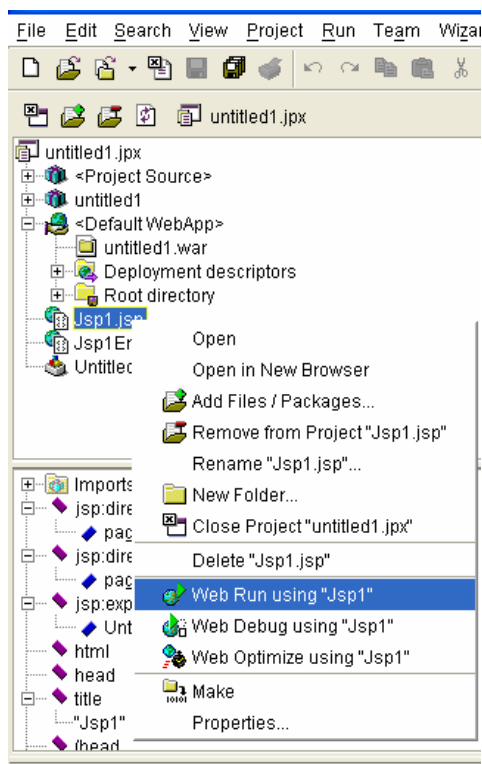 File Edit Search View Project Run Team
untitled1.jpx
untitled1.jpx
<Project Source>
untitled1
<Default WebApp>
untitled1.war
Deployment descriptors
Root directory
Jsp1.jsp
Open
Open in New Browser
Add Files / Packages...
Remove from Project "Jsp1.jsp"
Rename "Jsp1.jsp"...
New Folder...
Close Project "untitled1.jpx"
Delete "Jsp1.jsp"
Web Run using "Jsp1"
Web Debug using "Jsp1"
Web Optimize using "Jsp1"
Make
Properties...
Imports
html
head
title
"Jsp1"